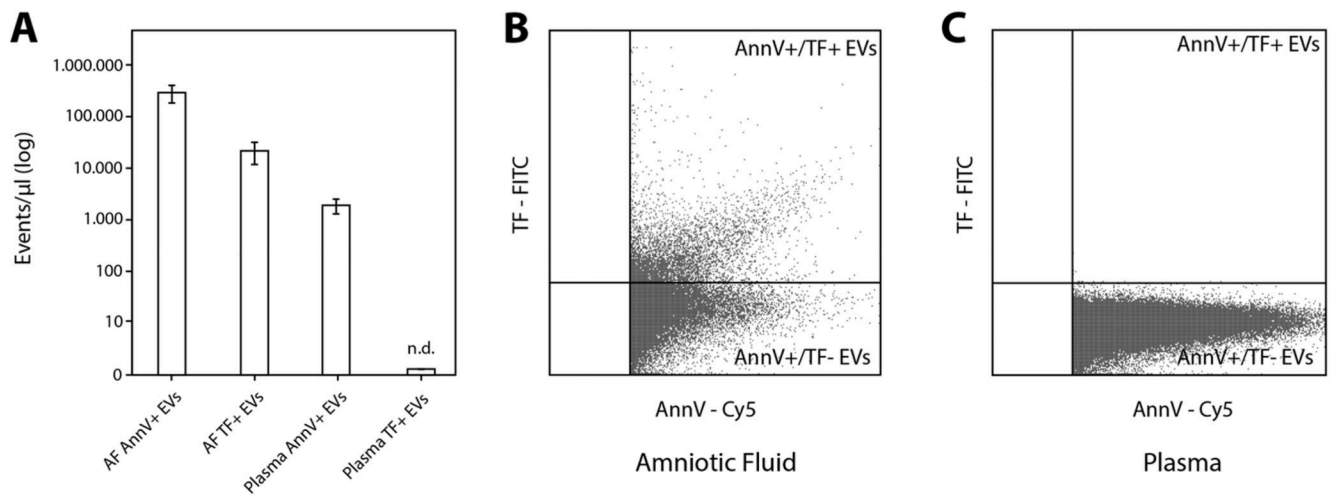 A
Events/µl (log)
1.000.000
100.000
10.000
1.000
100
10
0
n.d.
AF AnnV+ EVs
AF TF+ EVs
Plasma AnnV+ EVs
Plasma TF+ EVs
B
TF - FITC
AnnV+/TF+ EVs
AnnV+/TF- EVs
AnnV - Cy5
Amniotic Fluid
C
TF - FITC
AnnV+/TF+ EVs
AnnV+/TF- EVs
AnnV - Cy5
Plasma